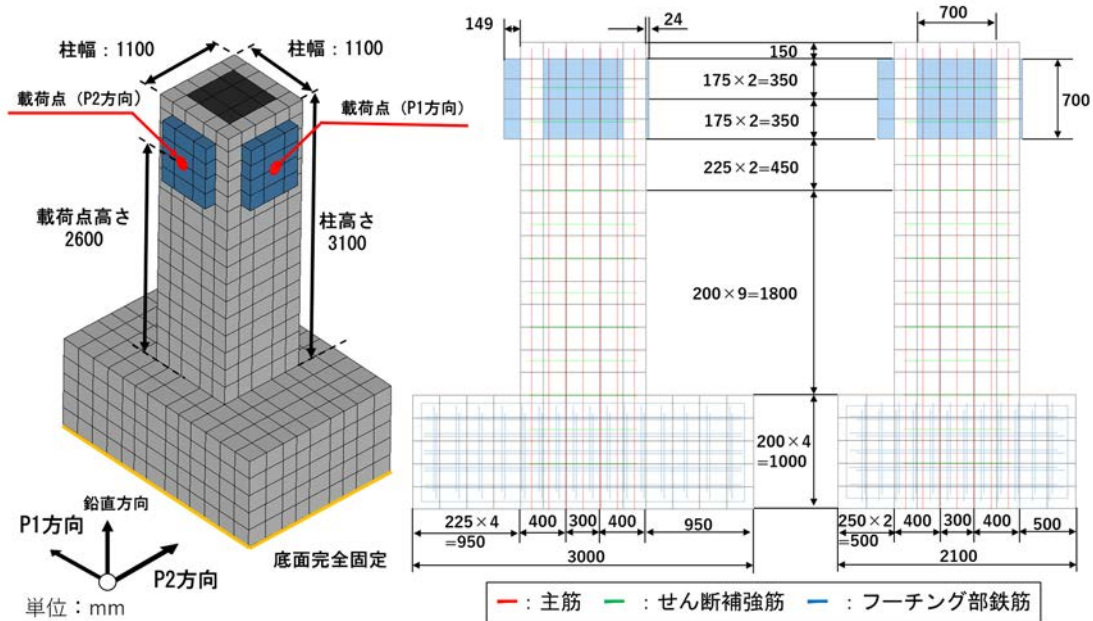 柱幅：1100
柱幅：1100
載荷点（P2方向）
載荷点（P1方向）
載荷点高さ
2600
柱高さ
3100
鉛直方向
P1方向
P2方向
底面完全固定
単位：mm
149
24
700
150
175×2=350
175×2=350
700
225×2=450
200×9=1800
200×4
=1000
225×4
=950
400
300
400
950
3000
250×2
=500
400
300
400
500
2100
：主筋
：せん断補強筋
：フーチング部鉄筋